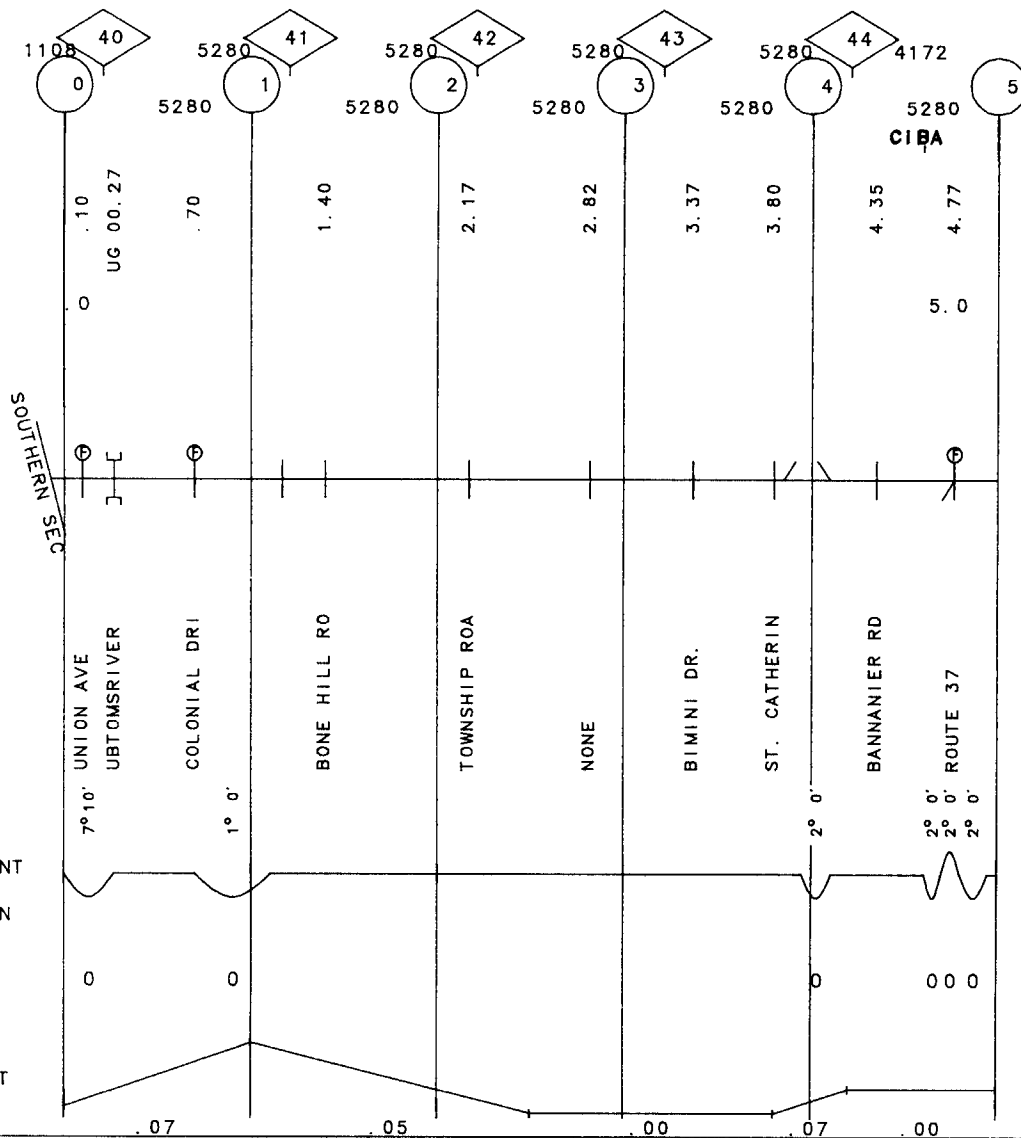 40 41 42 43 44
1108 5280 5280 5280 5280 4172
0 1 2 3 4 5
5280 5280 5280 5280 5280
CIBA
.10 UG 00.27 .70 1.40 2.17 2.82 3.37 3.80 4.35 4.77
.0 5.0
SOUTHERN SEC
F F F
UNION AVE
UBTOMSRIVER
COLONIAL DRI
BONE HILL RO
TOWNSHIP ROA
NONE
BIMINI DR.
ST. CATHERIN
BANNANIER RD
ROUTE 37
7°10' 1° 0' 2° 0' 2° 0' 2° 0' 2° 0'
NT
N
0 0 0 0 0 0
T
.07 .05 .00 .07 .00